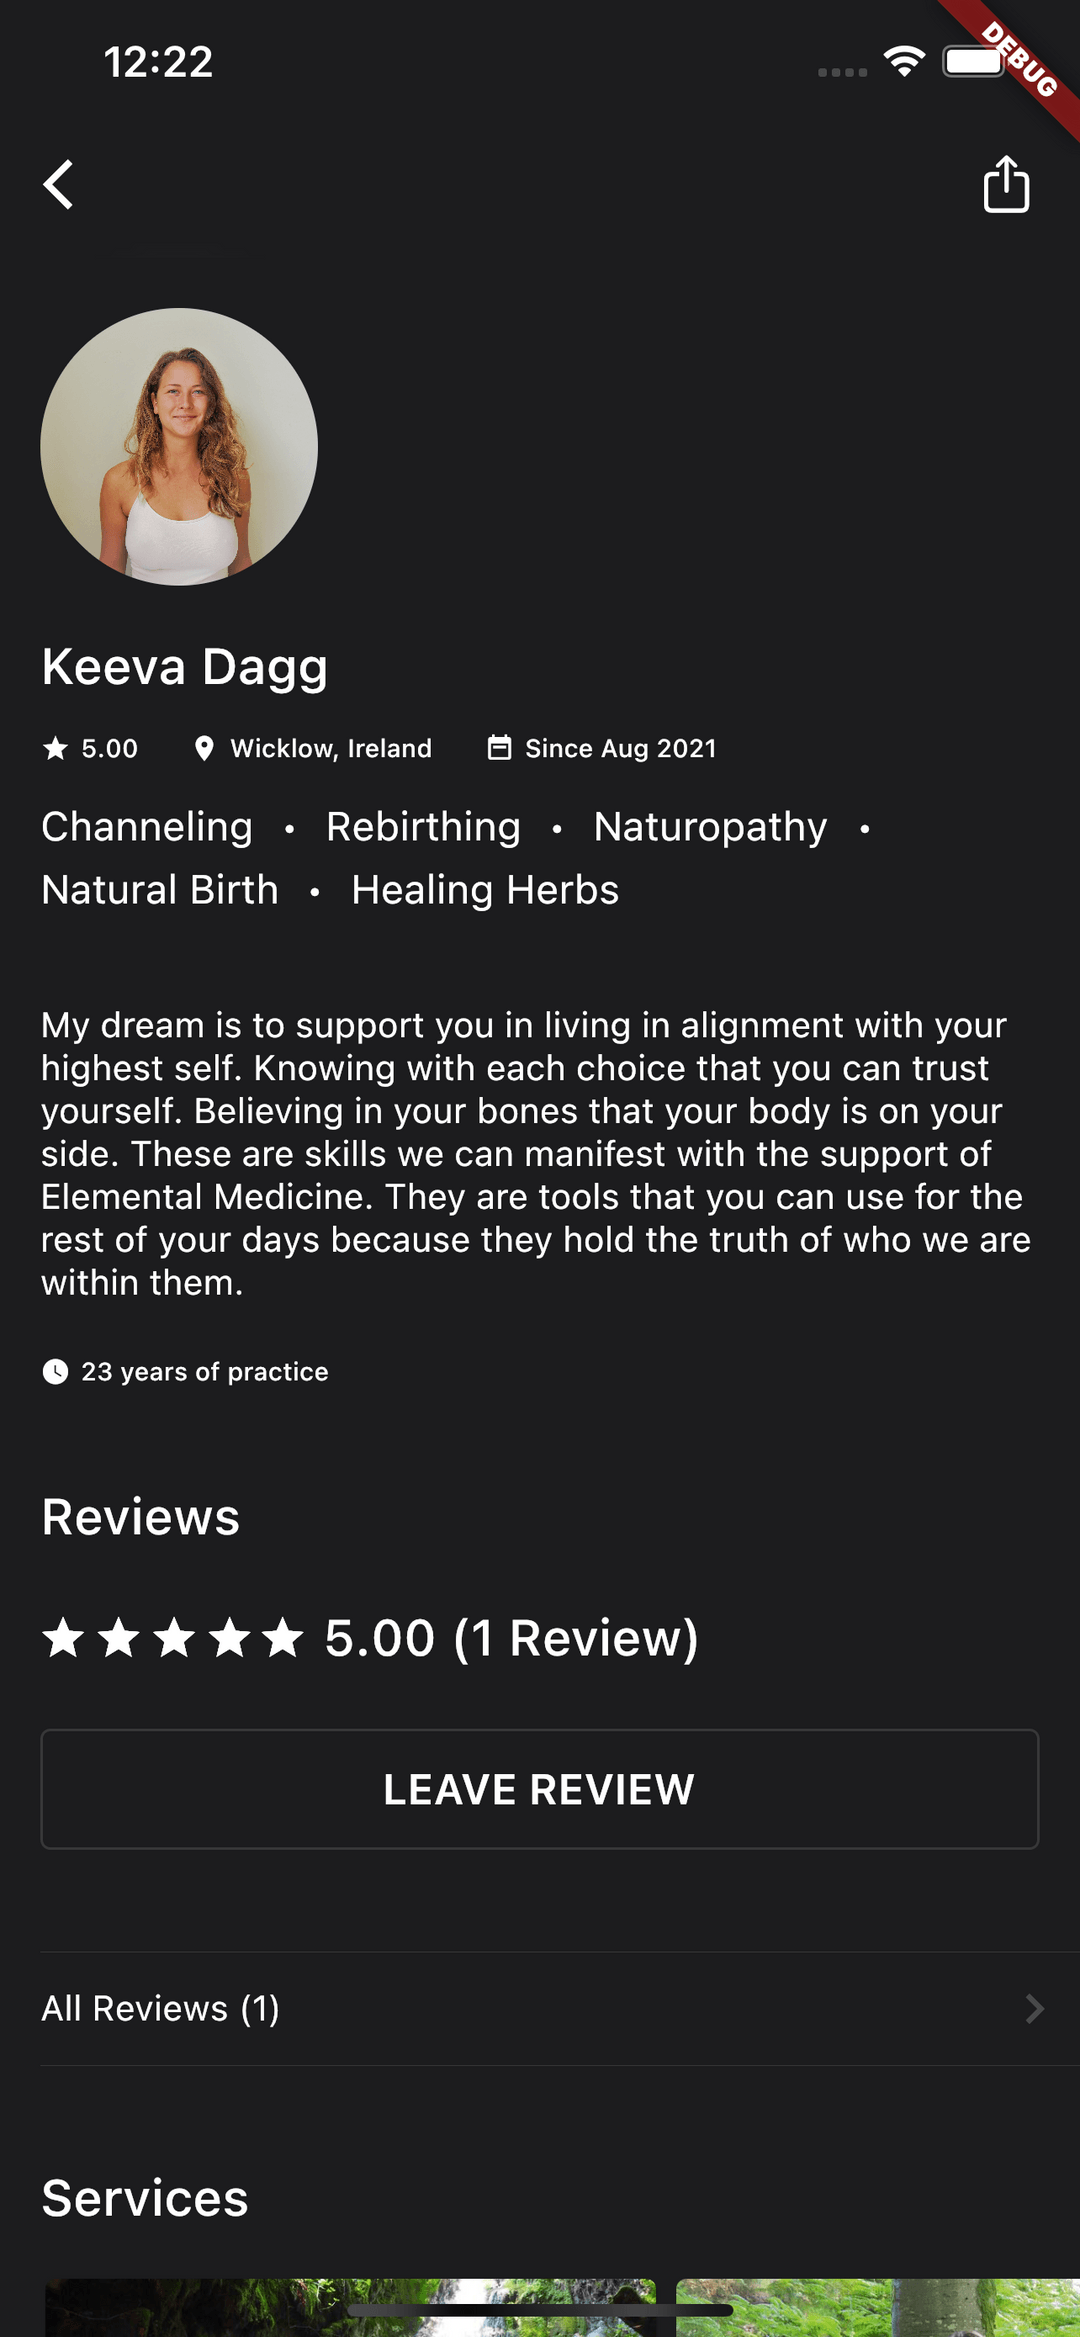 12:22
DEBUG
Keeva Dagg
5.00 Wicklow, Ireland Since Aug 2021
Channeling • Rebirthing • Naturopathy •
Natural Birth • Healing Herbs
My dream is to support you in living in alignment with your
highest self. Knowing with each choice that you can trust
yourself. Believing in your bones that your body is on your
side. These are skills we can manifest with the support of
Elemental Medicine. They are tools that you can use for the
rest of your days because they hold the truth of who we are
within them.
23 years of practice
Reviews
5.00 (1 Review)
LEAVE REVIEW
All Reviews (1)
Services